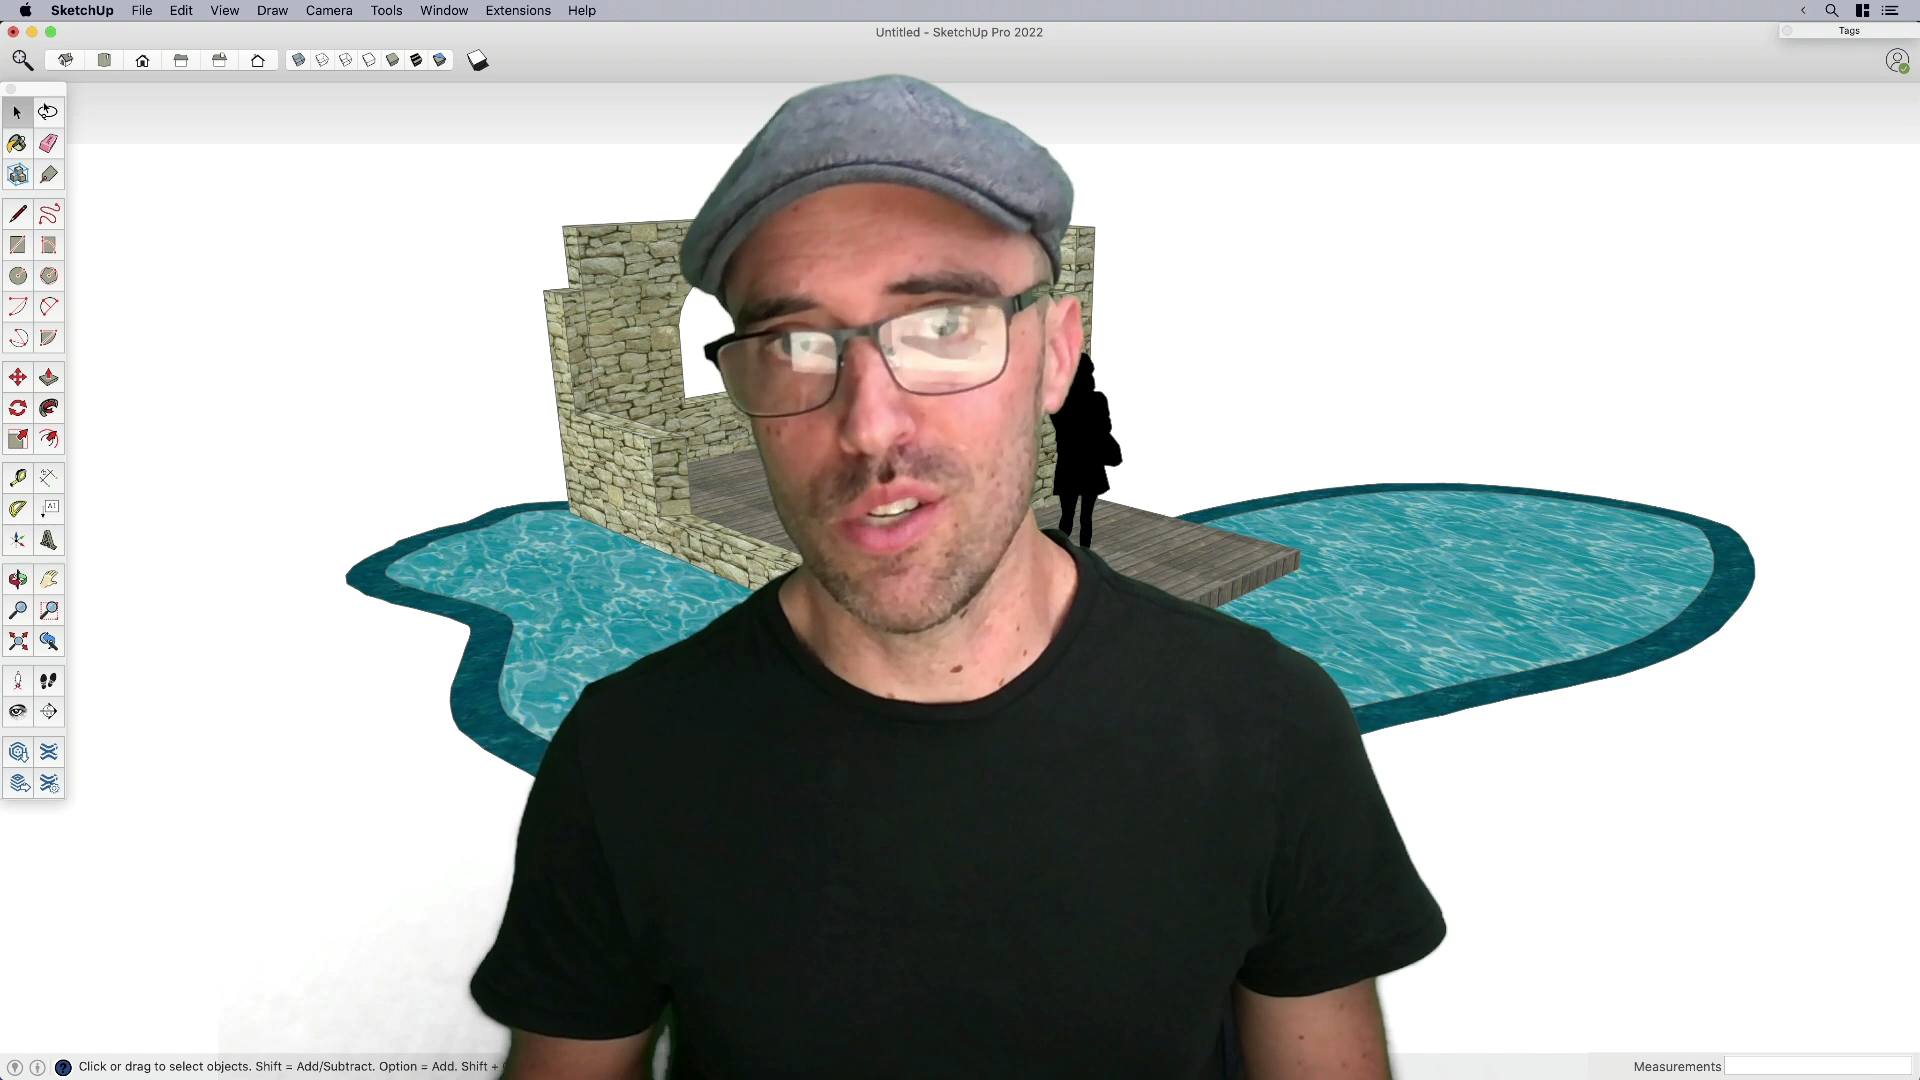 SketchUp File Edit View Draw Camera Tools Window Extensions Help
Untitled - SketchUp Pro 2022
Tags
A1
Click or drag to select objects. Shift = Add/Subtract. Option = Add. Shift +
Measurements